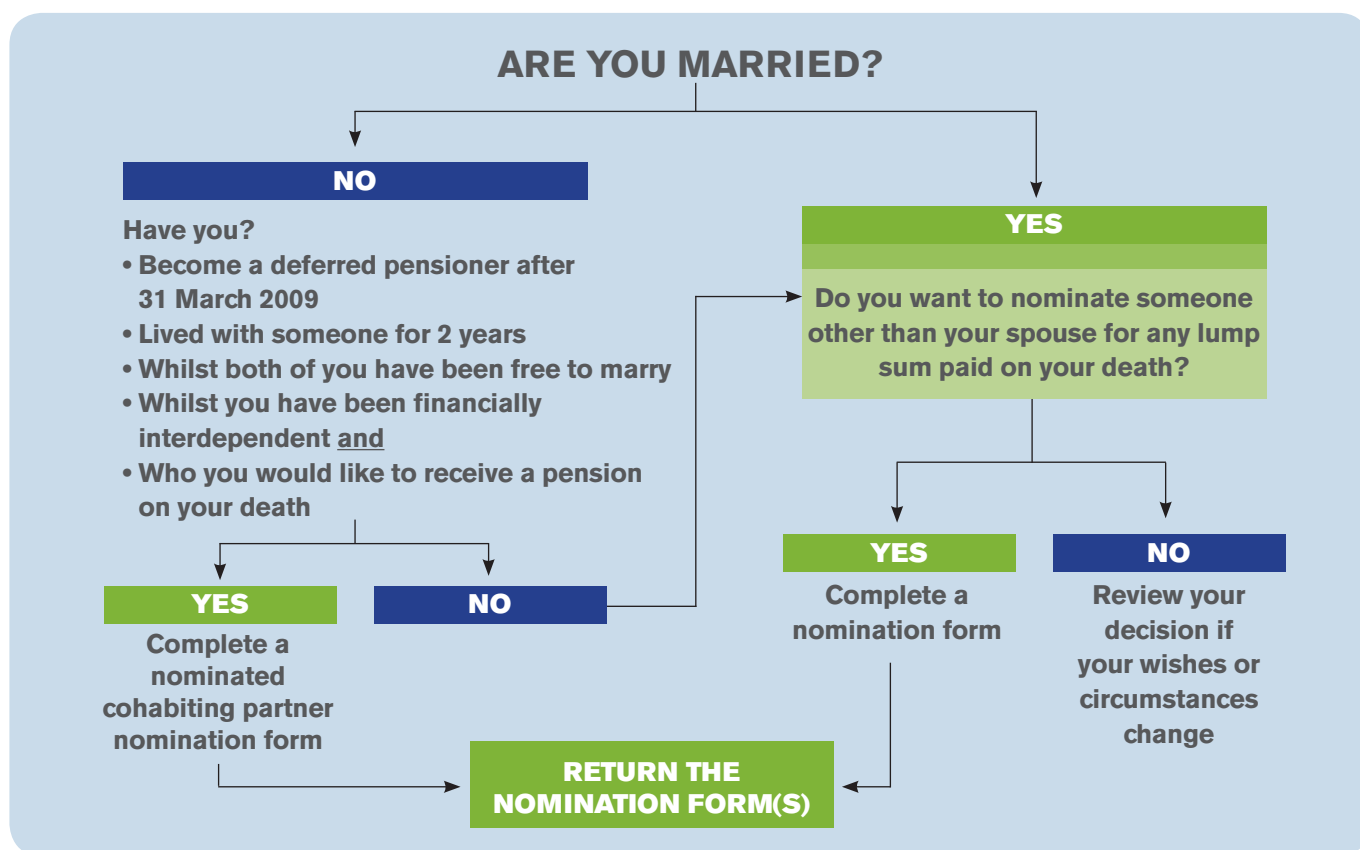 ARE YOU MARRIED?
NO
Have you?
• Become a deferred pensioner after
31 March 2009
• Lived with someone for 2 years
• Whilst both of you have been free to marry
• Whilst you have been financially
interdependent and
• Who you would like to receive a pension
on your death
YES
Complete a
nominated
cohabiting partner
nomination form
NO
YES
Do you want to nominate someone
other than your spouse for any lump
sum paid on your death?
YES
Complete a
nomination form
NO
Review your
decision if
your wishes or
circumstances
change
RETURN THE
NOMINATION FORM(S)